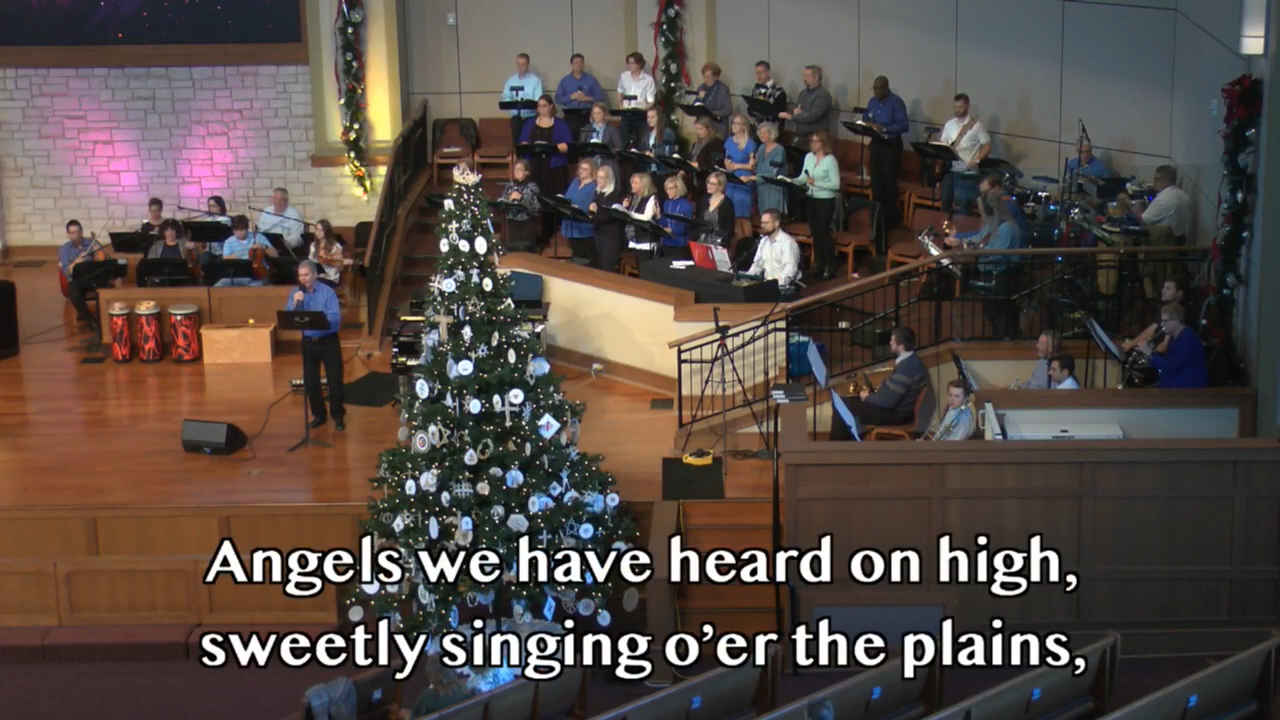 Angels we have heard on high,
sweetly singing o’er the plains,